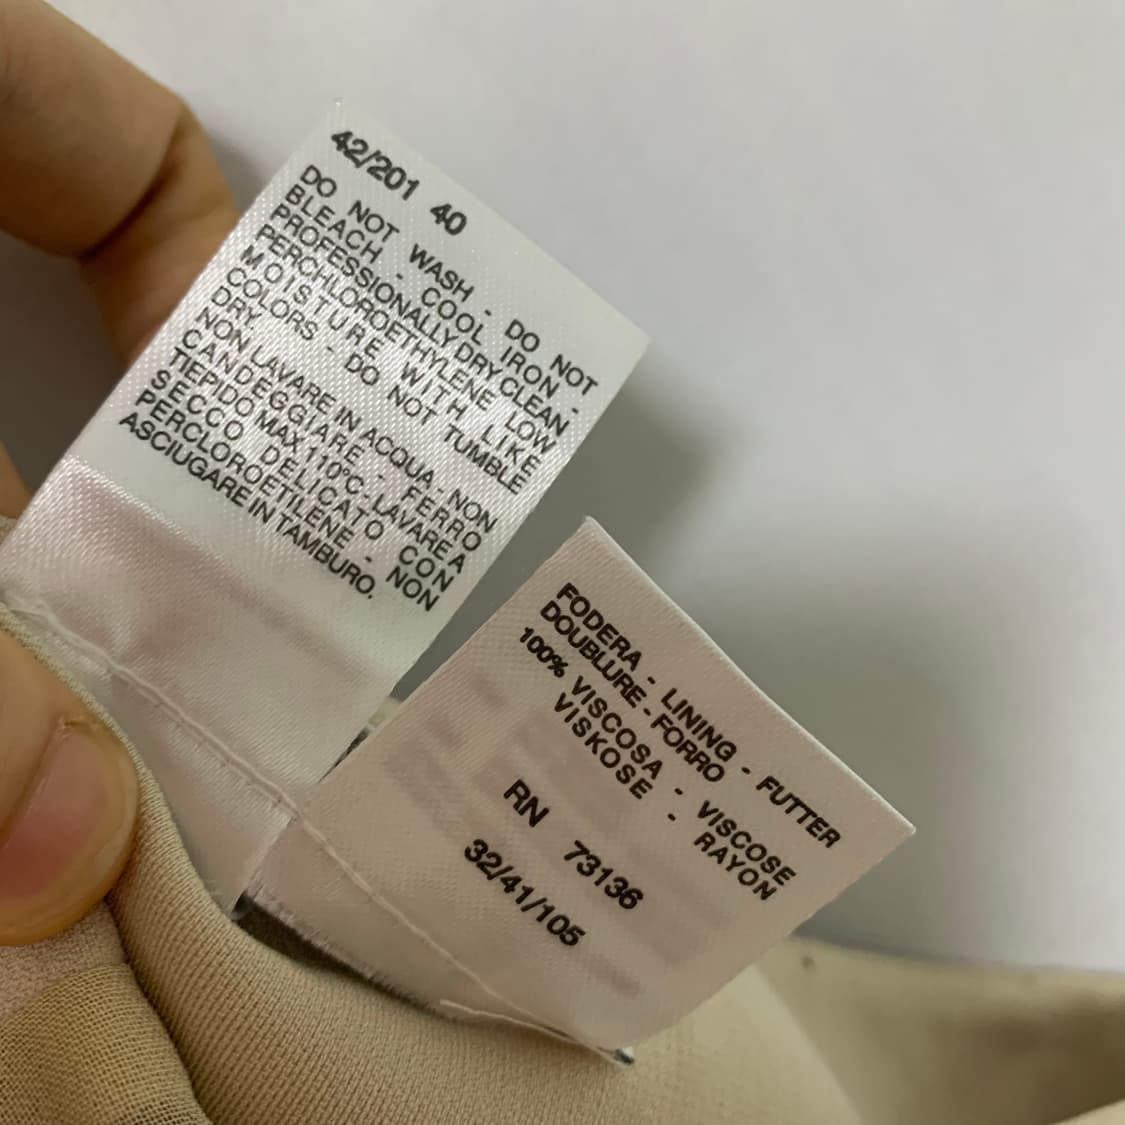 42/201 40
DO NOT WASH - DO NOT
BLEACH - COOL IRON -
PROFESSIONALLY DRY CLEAN
PERCHLOROETHYLENE LOW
MOISTURE WITH LIKE
COLORS - DO NOT TUMBLE
DRY
NON LAVARE IN ACQUA - NON
CANDEGGIARE - FERRO
TIEPIDO MAX 110°C - LAVARE A
SECCO DELICATO CON
PERCLOROETILENE - NON
ASCIUGARE IN TAMBURO.
FODERA - LINING - FUTTER
DOUBLURE - FORRO
100% VISCOSA - VISCOSE
VISKOSE - RAYON
RN 73136
32/41/105